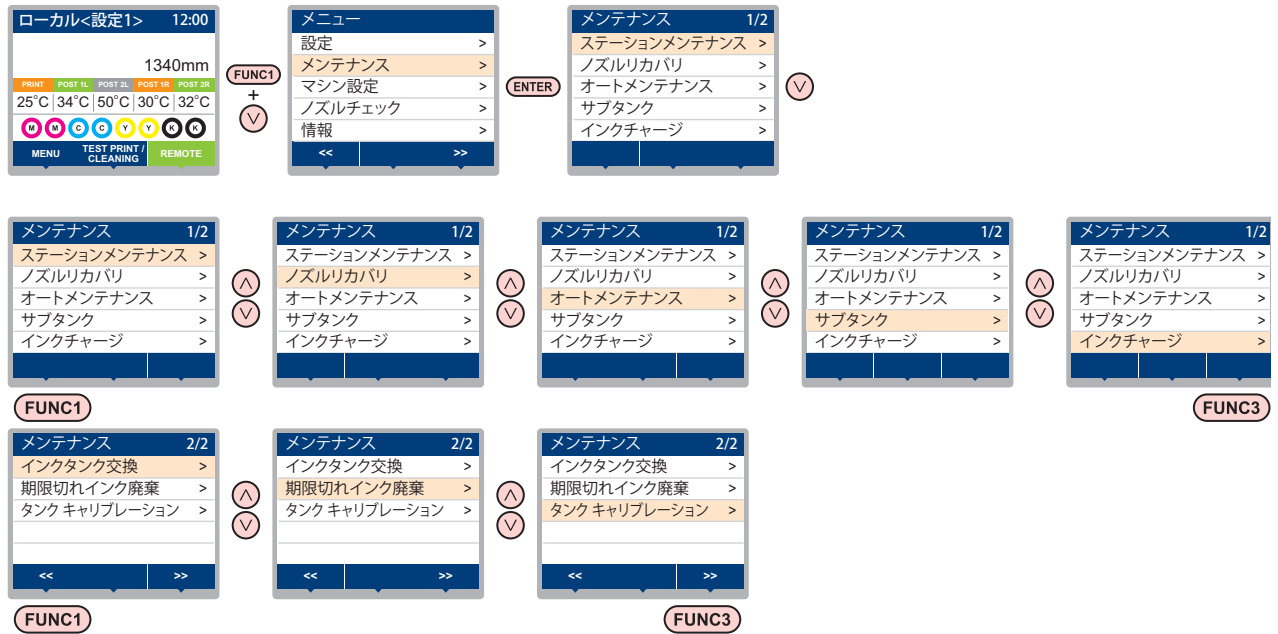 ローカル<設定1> 12:00
1340mm
PRINT POST 1L POST 2L POST 1R POST 2R
25°C 34°C 50°C 30°C 32°C
M M C C Y Y K K
MENU TEST PRINT / CLEANING REMOTE
FUNC1
+
メニュー
設定 >
メンテナンス >
マシン設定 >
ノズルチェック >
情報 >
<< >>
ENTER
メンテナンス 1/2
ステーションメンテナンス >
ノズルリカバリ >
オートメンテナンス >
サブタンク >
インクチャージ >
メンテナンス 1/2
ステーションメンテナンス >
ノズルリカバリ >
オートメンテナンス >
サブタンク >
インクチャージ >
メンテナンス 1/2
ステーションメンテナンス >
ノズルリカバリ >
オートメンテナンス >
サブタンク >
インクチャージ >
メンテナンス 1/2
ステーションメンテナンス >
ノズルリカバリ >
オートメンテナンス >
サブタンク >
インクチャージ >
メンテナンス 1/2
ステーションメンテナンス >
ノズルリカバリ >
オートメンテナンス >
サブタンク >
インクチャージ >
メンテナンス 1/2
ステーションメンテナンス >
ノズルリカバリ >
オートメンテナンス >
サブタンク >
インクチャージ >
FUNC1
FUNC3
メンテナンス 2/2
インクタンク交換 >
期限切れインク廃棄 >
タンク キャリブレーション >
<< >>
メンテナンス 2/2
インクタンク交換 >
期限切れインク廃棄 >
タンク キャリブレーション >
<< >>
メンテナンス 2/2
インクタンク交換 >
期限切れインク廃棄 >
タンク キャリブレーション >
<< >>
FUNC1
FUNC3